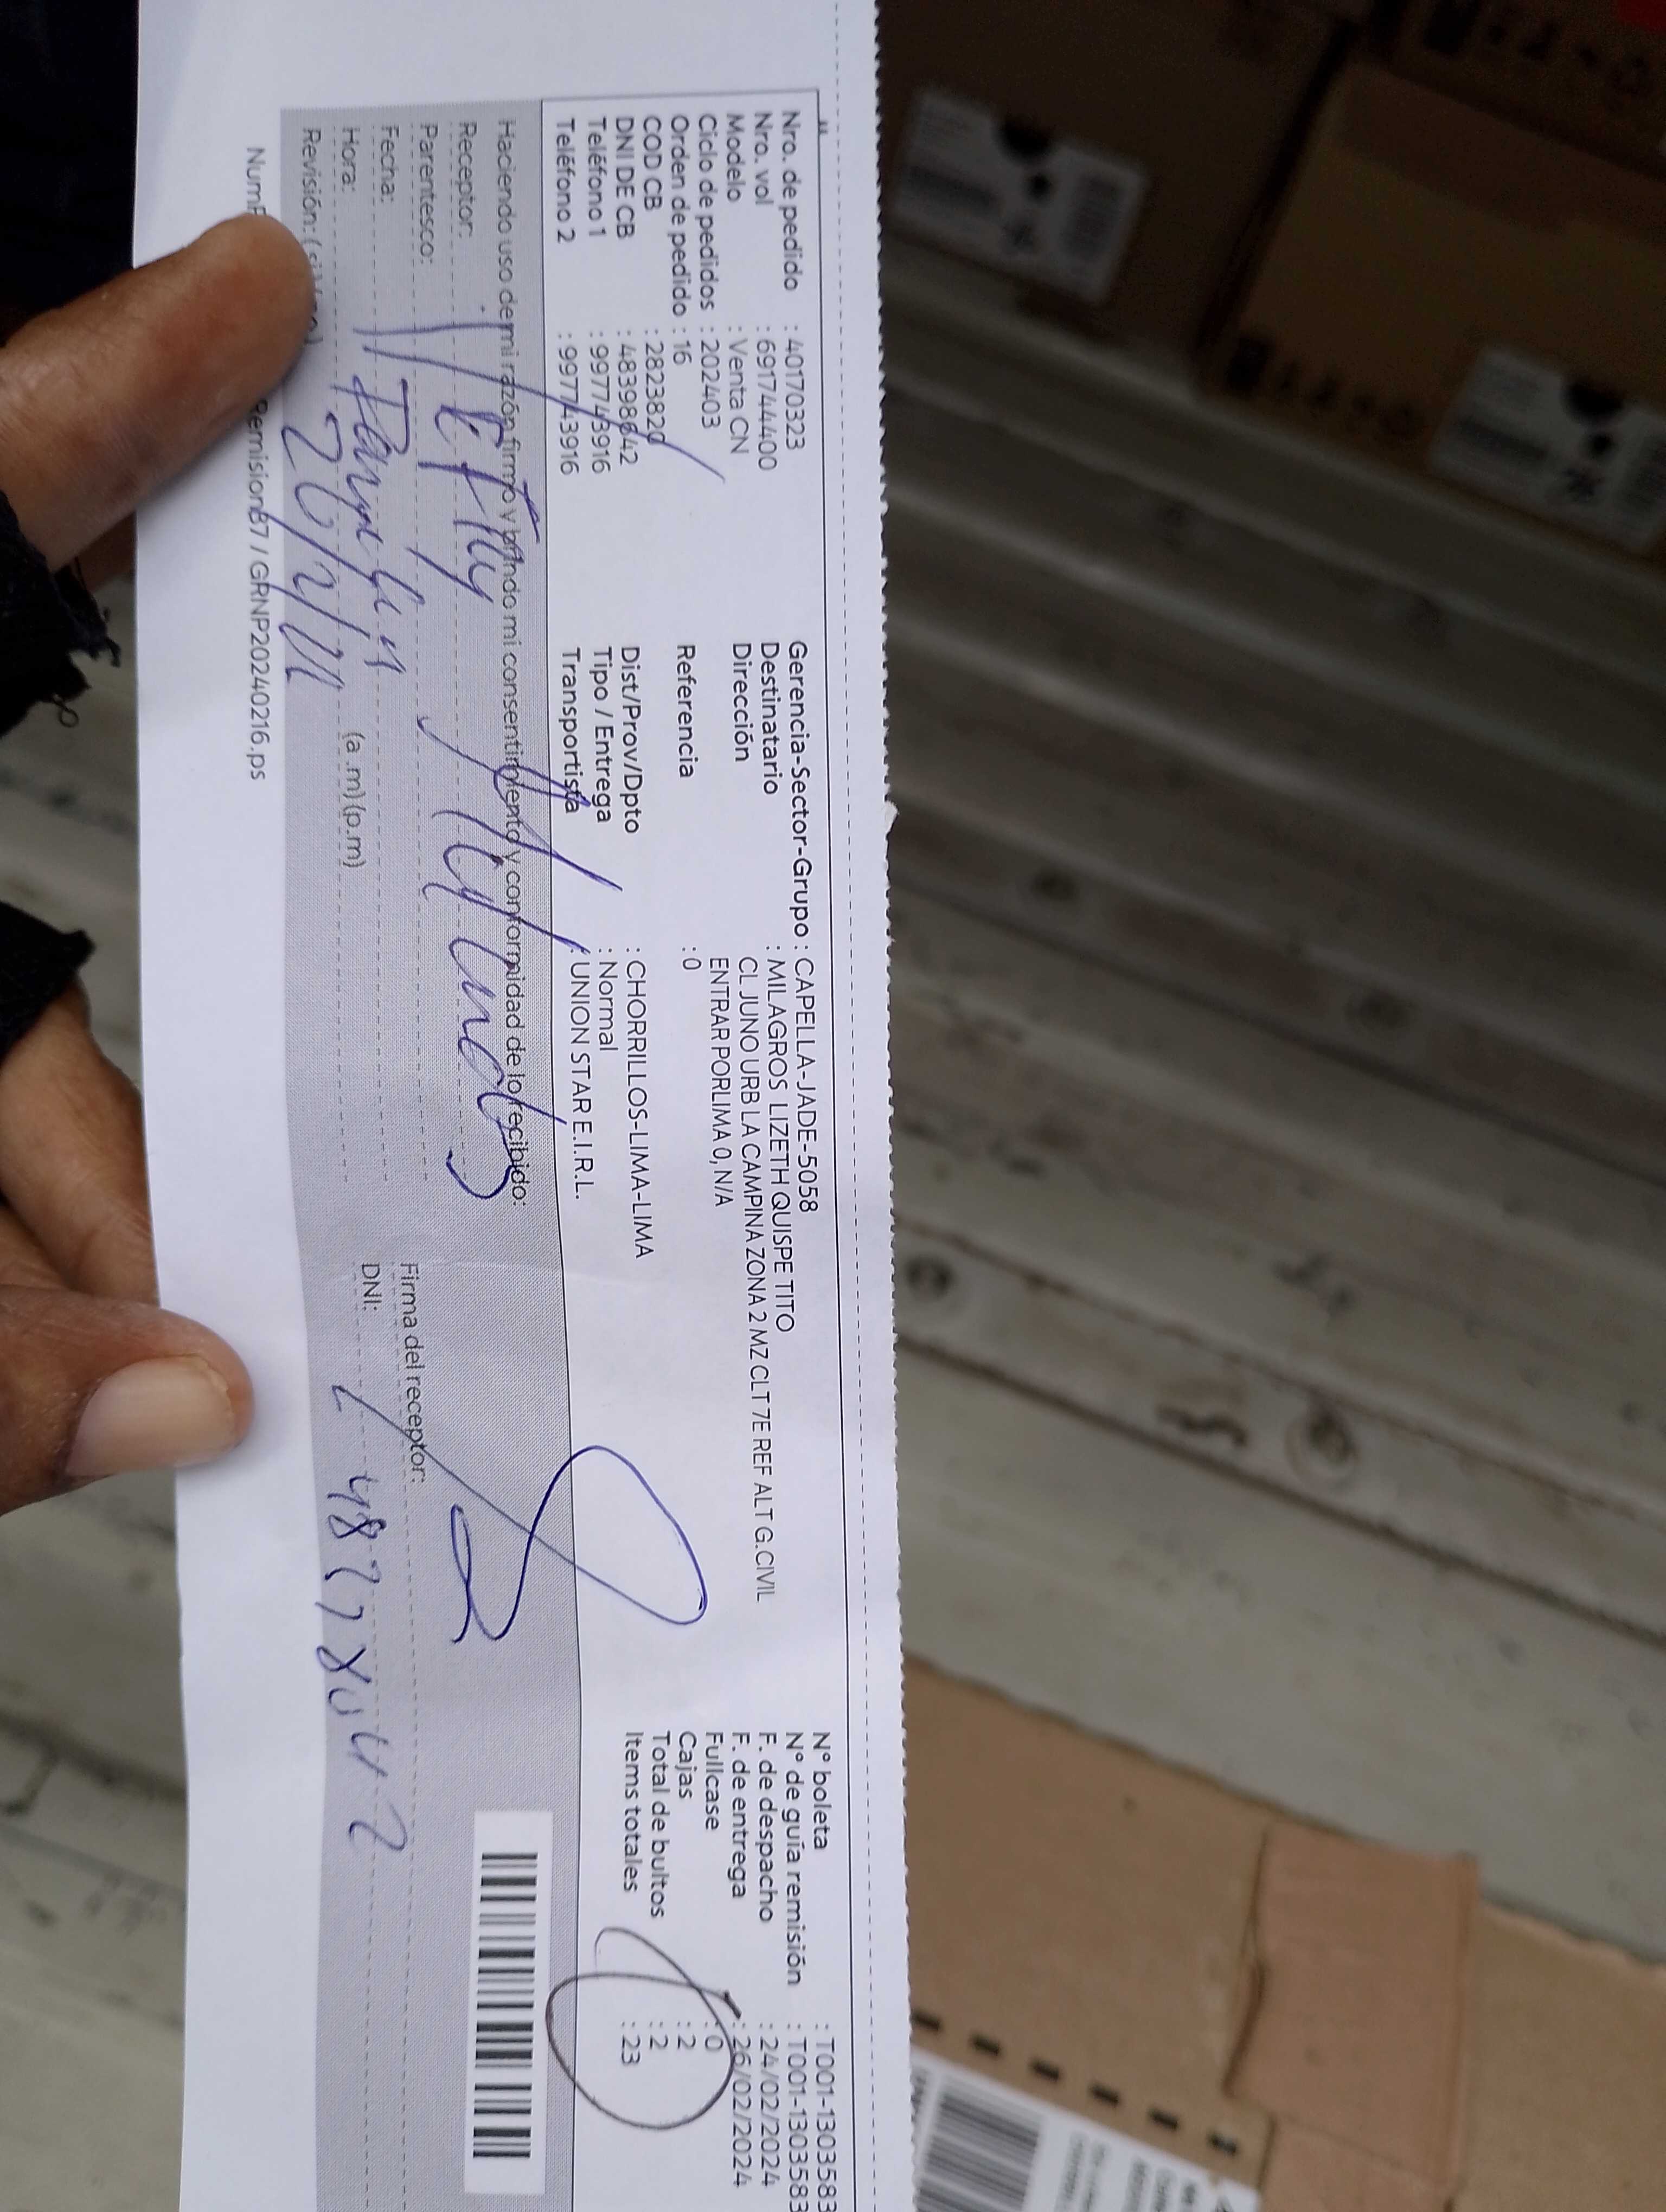 Nro. de pedido : 40170323
Nro. vol : 691744400
Modelo : Venta CN
Ciclo de pedidos : 202403
Orden de pedido : 16
COD CB : 2823820
DNI DE CB : 48398642
Teléfono 1 : 997743916
Teléfono 2 : 997743916
Gerencia-Sector-Grupo : CAPELLA-JADE-5058
Destinatario : MILAGROS LIZETH QUISPE TITO
Dirección CL JUNO URB LA CAMPINA ZONA 2 MZ CLT 7E REF ALT G.CIVIL
ENTRAR PORLIMA 0, N/A
Referencia : 0
Dist/Prov/Dpto : CHORRILLOS-LIMA-LIMA
Tipo / Entrega : Normal
Transportista : UNION STAR E.I.R.L.
N° boleta : T001-1303583
N° de guía remisión : T001-1303583
F. de despacho : 24/02/2024
F. de entrega : 26/02/2024
Fullcase : 0
Cajas : 2
Total de bultos : 2
Items totales : 23
Haciendo uso de mi razón firmo y brindo mi consentimiento y conformidad de lo recibido:
Receptor:
Parentesco:
Fecha:
Hora: (a.m) (p.m)
Revisión:
Firma del receptor:
DNI:
Remision87 / GRNP20240216.ps